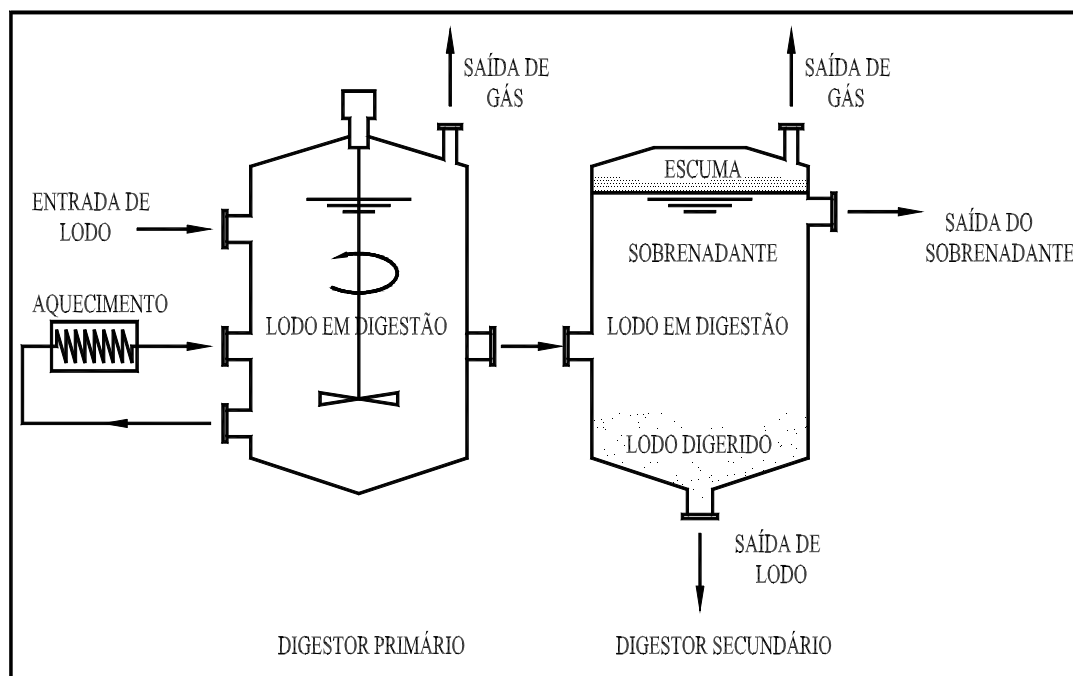 SAÍDA DE
GÁS
SAÍDA DE
GÁS
ESCUMA
ENTRADA DE
LODO
SAÍDA DO
SOBRENADANTE
SOBRENADANTE
AQUECIMENTO
LODO EM DIGESTÃO
LODO EM DIGESTÃO
LODO DIGERIDO
SAÍDA DE
LODO
DIGESTOR PRIMÁRIO
DIGESTOR SECUNDÁRIO